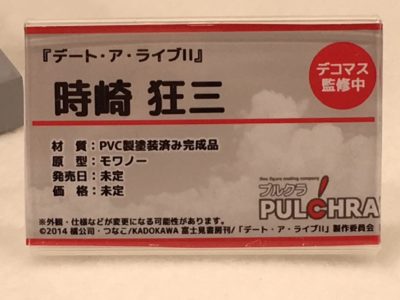 『デート・ア・ライブII』
デコマス
監修中
時崎 狂三
材 質：PVC製塗装済み完成品
原 型：モワノー
発売日：未定
価 格：未定
New figure making company
プルクラ
PULCHRA
※外観・仕様などが変更になる可能性があります。
©2014 橘公司・つなこ/KADOKAWA 富士見書房刊/「デート・ア・ライブII」製作委員会